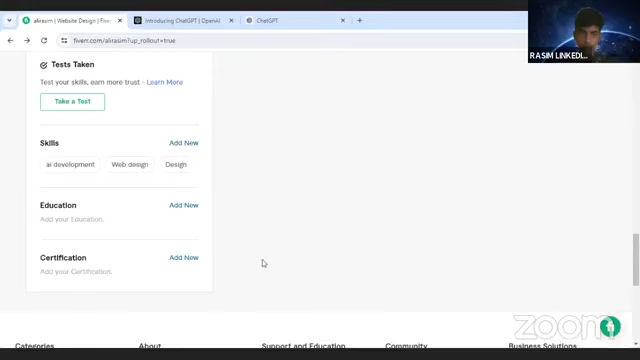 alirasim | Website Design | Fiver
Introducing ChatGPT | OpenAI
ChatGPT
fiverr.com/alirasim?up_rollout=true
RASIM LINKEDI...
Tests Taken
Test your skills, earn more trust - Learn More
Take a Test
Skills
Add New
ai development
Web design
Design
Education
Add New
Add your Education.
Certification
Add New
Add your Certification.
zoom
Categories
About
Support and Education
Community
Business Solutions